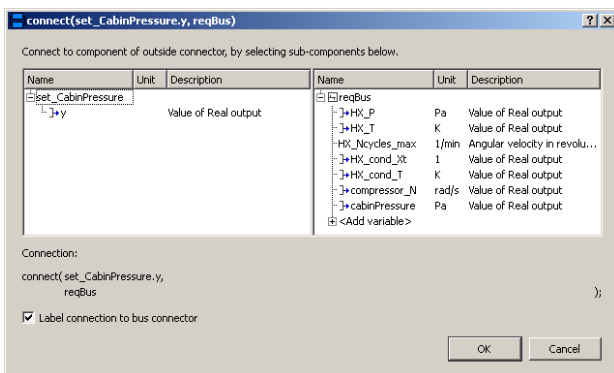 connect(set_CabinPressure.y, reqBus)
Connect to component of outside connector, by selecting sub-components below.
Name Unit Description Name Unit Description
set_CabinPressure reqBus
y Value of Real output HX_P Pa Value of Real output
HX_T K Value of Real output
HX_Ncycles_max 1/min Angular velocity in revolu...
HX_cond_Xt 1 Value of Real output
HX_cond_T K Value of Real output
compressor_N rad/s Value of Real output
cabinPressure Pa Value of Real output
<Add variable>
Connection:
connect( set_CabinPressure.y,
reqBus );
Label connection to bus connector
OK Cancel